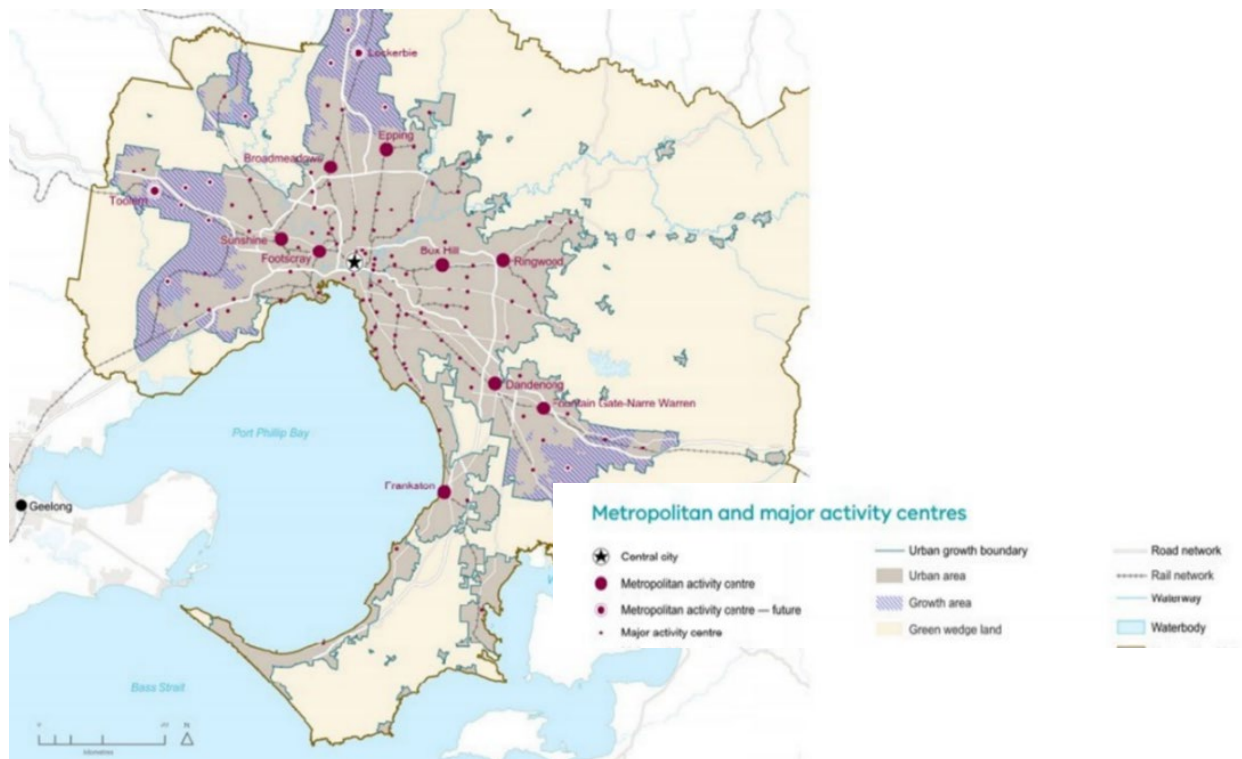 Lockerbie
Epping
Broadmeadows
Toolern
Sunshine
Footscray
Box Hill
Ringwood
Dandenong
Fountain Gate-Narre Warren
Port Phillip Bay
Frankston
Geelong
Bass Strait
N
kilometres
Metropolitan and major activity centres
Central city
Metropolitan activity centre
Metropolitan activity centre — future
Major activity centre
Urban growth boundary
Urban area
Growth area
Green wedge land
Road network
Rail network
Waterway
Waterbody